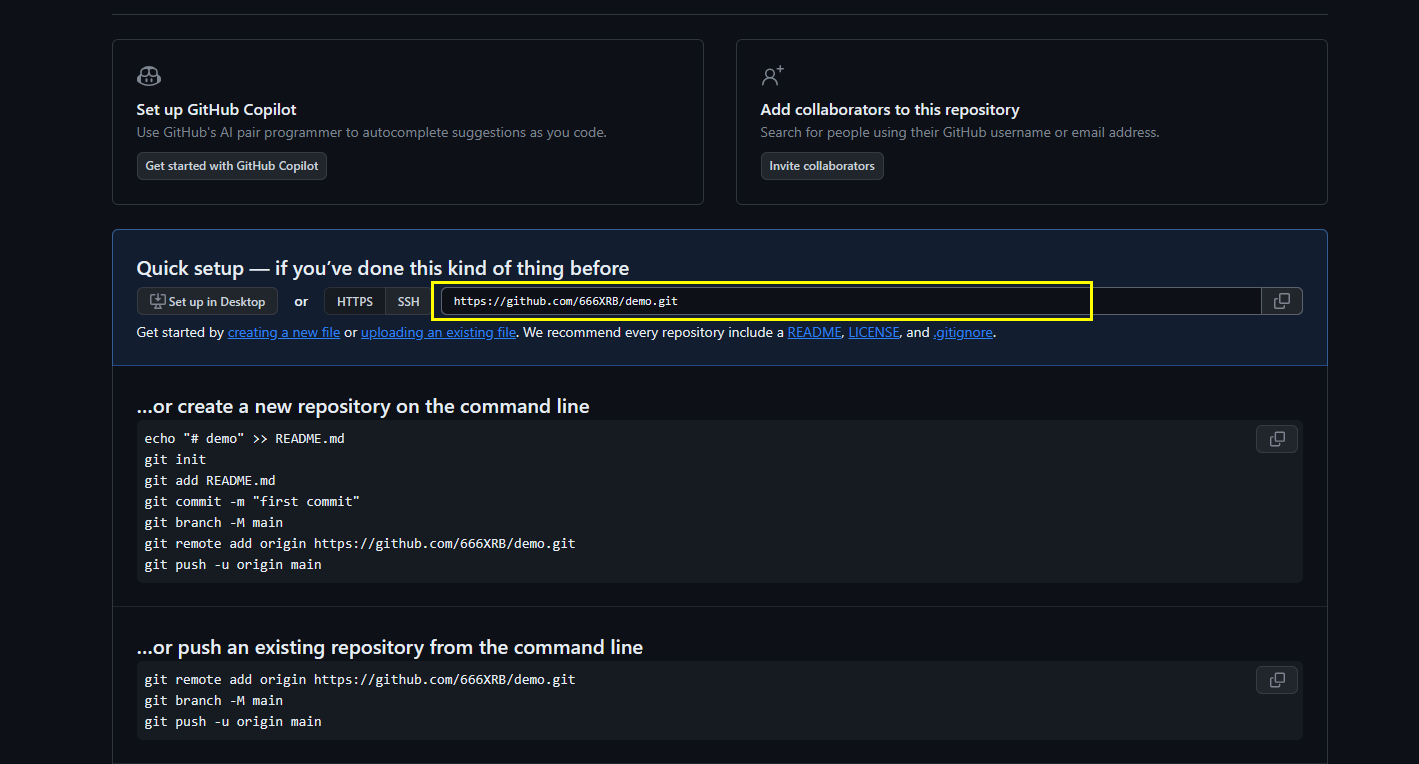 Set up GitHub Copilot
Use GitHub's AI pair programmer to autocomplete suggestions as you code.
Get started with GitHub Copilot
Add collaborators to this repository
Search for people using their GitHub username or email address.
Invite collaborators
Quick setup — if you’ve done this kind of thing before
Set up in Desktop or HTTPS SSH https://github.com/666XRB/demo.git
Get started by creating a new file or uploading an existing file. We recommend every repository include a README, LICENSE, and .gitignore.
…or create a new repository on the command line
echo "# demo" >> README.md
git init
git add README.md
git commit -m "first commit"
git branch -M main
git remote add origin https://github.com/666XRB/demo.git
git push -u origin main
…or push an existing repository from the command line
git remote add origin https://github.com/666XRB/demo.git
git branch -M main
git push -u origin main